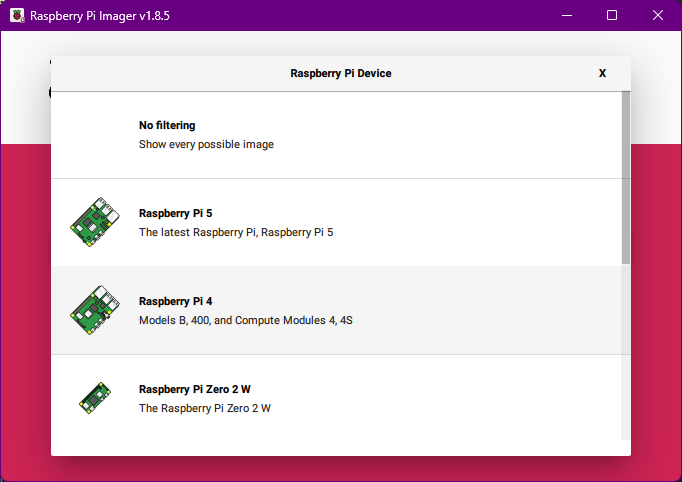 Raspberry Pi Imager v1.8.5
Raspberry Pi Device
X
No filtering
Show every possible image
Raspberry Pi 5
The latest Raspberry Pi, Raspberry Pi 5
Raspberry Pi 4
Models B, 400, and Compute Modules 4, 4S
Raspberry Pi Zero 2 W
The Raspberry Pi Zero 2 W